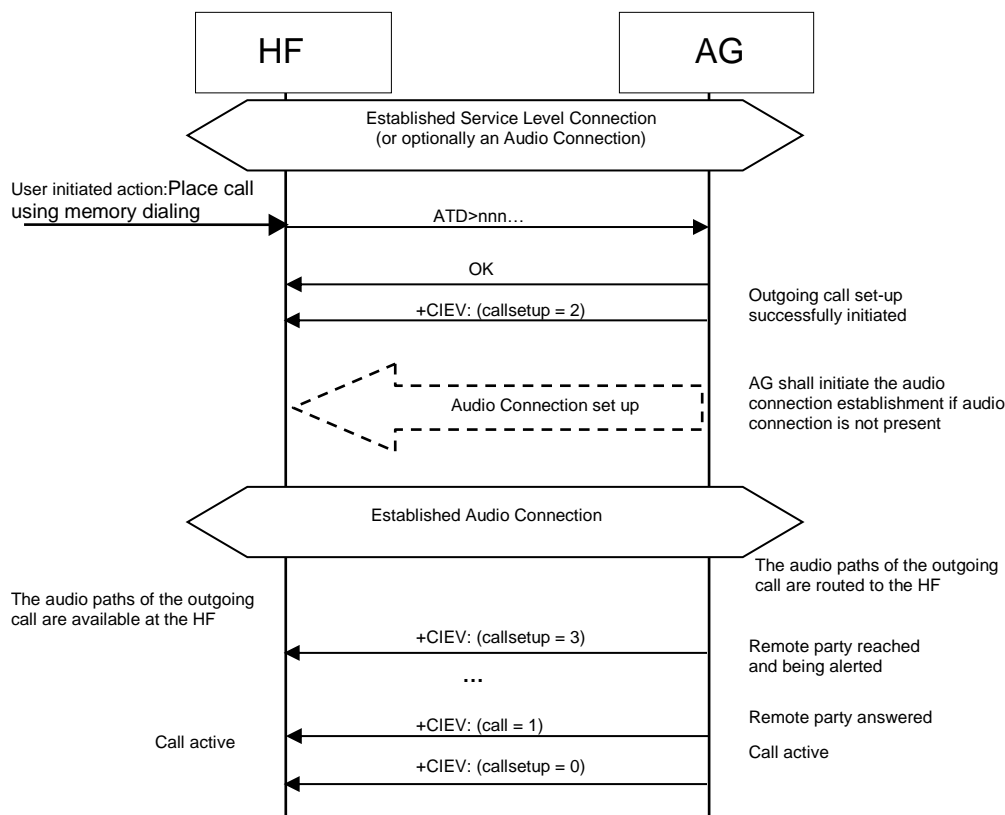 HF
AG
Established Service Level Connection
(or optionally an Audio Connection)
User initiated action:Place call
using memory dialing
ATD>nnn…
OK
+CIEV: (callsetup = 2)
Outgoing call set-up
successfully initiated
Audio Connection set up
AG shall initiate the audio
connection establishment if audio
connection is not present
Established Audio Connection
The audio paths of the outgoing
call are routed to the HF
The audio paths of the outgoing
call are available at the HF
+CIEV: (callsetup = 3)
Remote party reached
and being alerted
…
+CIEV: (call = 1)
Remote party answered
Call active
Call active
+CIEV: (callsetup = 0)